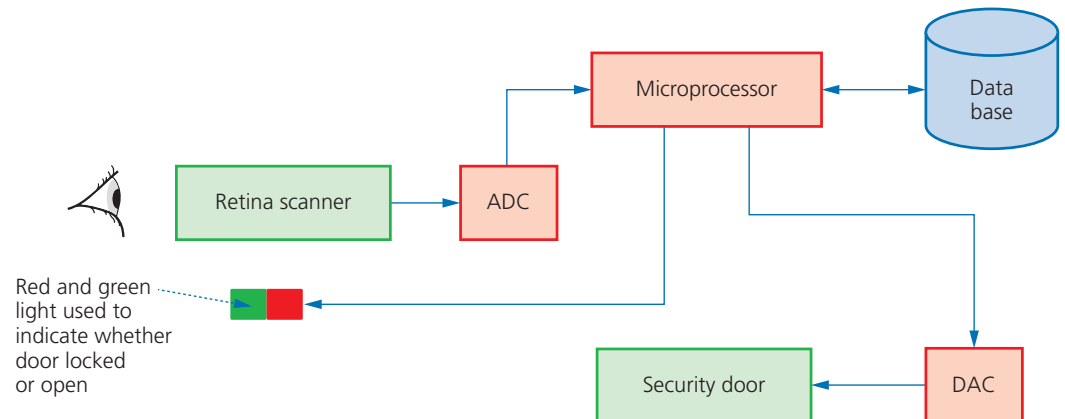 Microprocessor
Data
base
Retina scanner
ADC
Red and green
light used to
indicate whether
door locked
or open
Security door
DAC